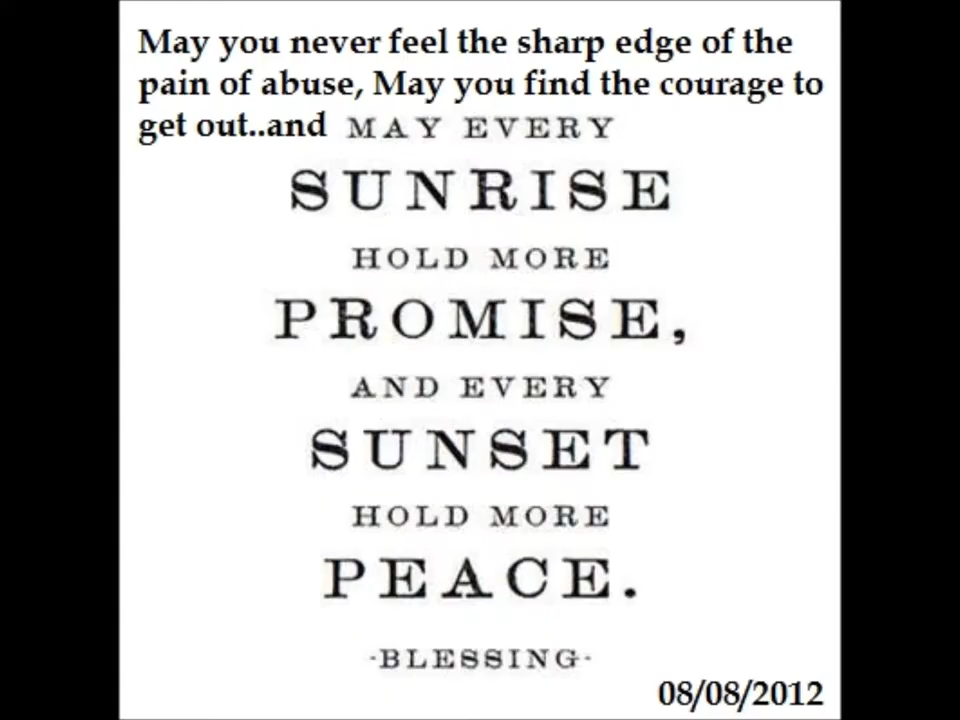 May you never feel the sharp edge of the
pain of abuse, May you find the courage to
get out..and MAY EVERY
SUNRISE
HOLD MORE
PROMISE,
AND EVERY
SUNSET
HOLD MORE
PEACE.
-BLESSING-
08/08/2012